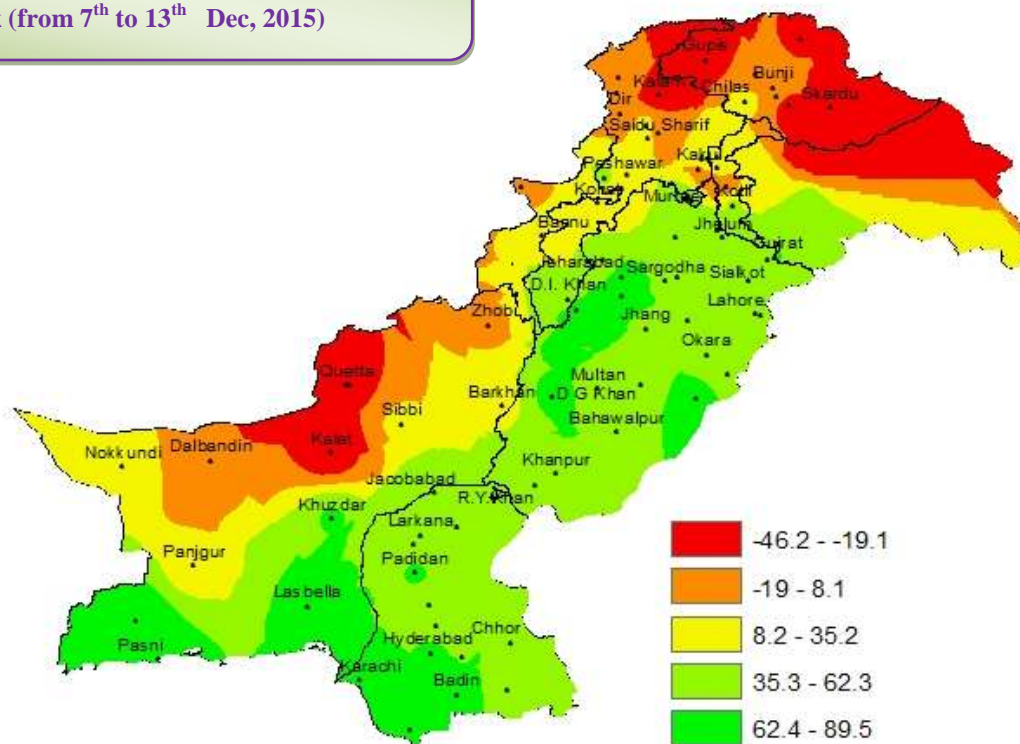 (from 7th to 13th Dec, 2015)
Gupis
Bunji
Kalam
Chilas
Skardu
Dir
Saidu Sharif
Kakul
Peshawar
Kotli
Kohat
Murree
Bannu
Jhelum
Gujrat
Isharabad
Sargodha
Sialkot
D.I. Khan
Lahore
Zhob
Jhang
Okara
Quetta
Multan
Barkhan
D G Khan
Sibbi
Bahawalpur
Kalat
Dalbandin
Nokkundi
Khanpur
Jacobabad
R.Y.Khan
Khuzdar
Larkana
Panjgur
Padidan
Lasbella
Hyderabad
Chhor
Pasni
Karachi
Badin
-46.2 - -19.1
-19 - 8.1
8.2 - 35.2
35.3 - 62.3
62.4 - 89.5